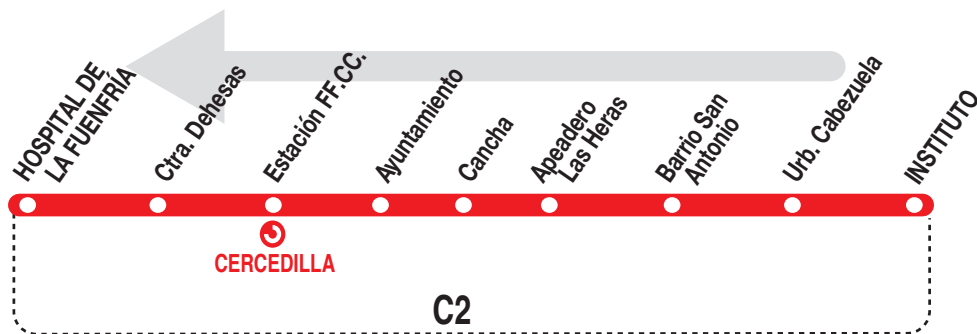 HOSPITAL DE
LA FUENFRÍA
Ctra. Dehesas
Estación FF.CC.
Ayuntamiento
Cancha
Apeadero
Las Heras
Barrio San
Antonio
Urb. Cabezuela
INSTITUTO
CERCEDILLA
C2